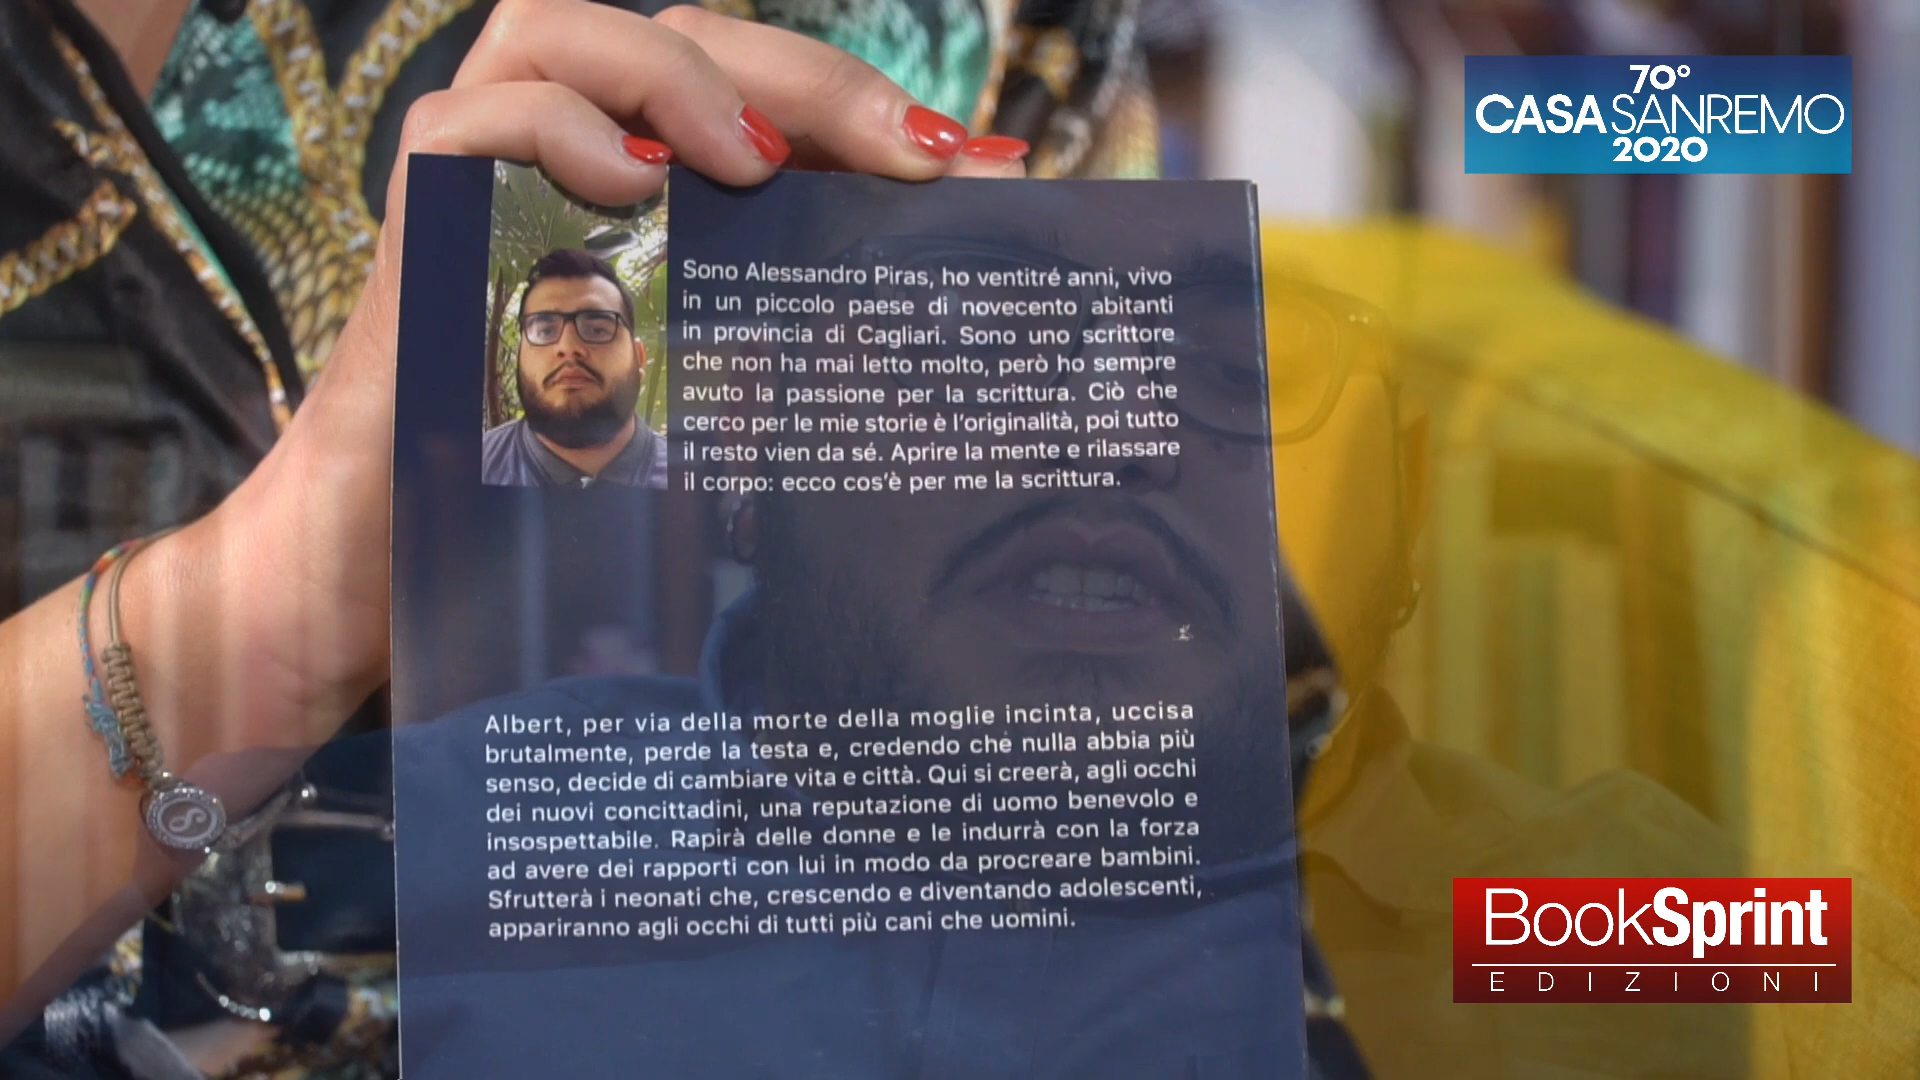 70°
CASASANREMO
2020
Sono Alessandro Piras, ho ventitré anni, vivo
in un piccolo paese di novecento abitanti
in provincia di Cagliari. Sono uno scrittore
che non ha mai letto molto, però ho sempre
avuto la passione per la scrittura. Ciò che
cerco per le mie storie è l'originalità, poi tutto
il resto vien da sé. Aprire la mente e rilassare
il corpo: ecco cos'è per me la scrittura.
Albert, per via della morte della moglie incinta, uccisa
brutalmente, perde la testa e, credendo che nulla abbia più
senso, decide di cambiare vita e città. Qui si creerà, agli occhi
dei nuovi concittadini, una reputazione di uomo benevolo e
insospettabile. Rapirà delle donne e le indurrà con la forza
ad avere dei rapporti con lui in modo da procreare bambini.
Sfrutterà i neonati che, crescendo e diventando adolescenti,
appariranno agli occhi di tutti più cani che uomini.
BookSprint
EDIZIONI
S